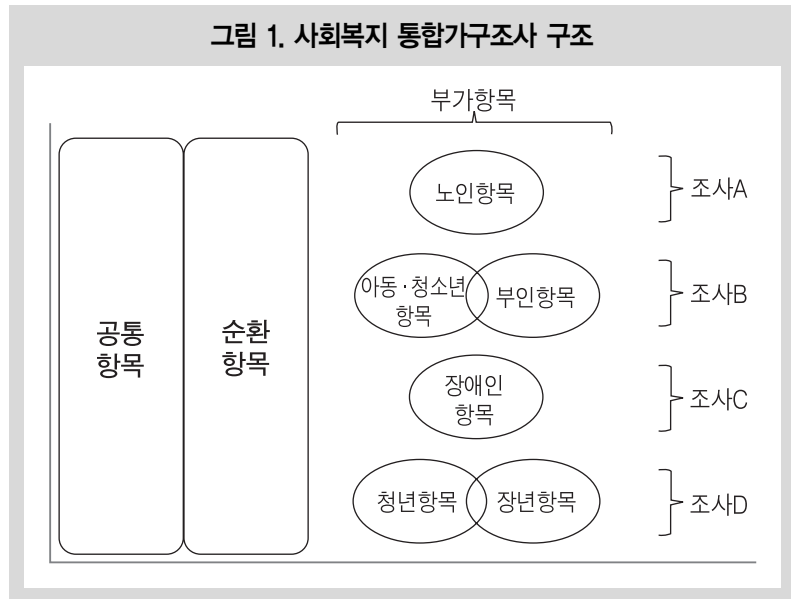 그림 1. 사회복지 통합가구조사 구조
부가항목
노인항목
조사A
아동·청소년
항목
부인항목
조사B
공통
항목
순환
항목
장애인
항목
조사C
청년항목
장년항목
조사D